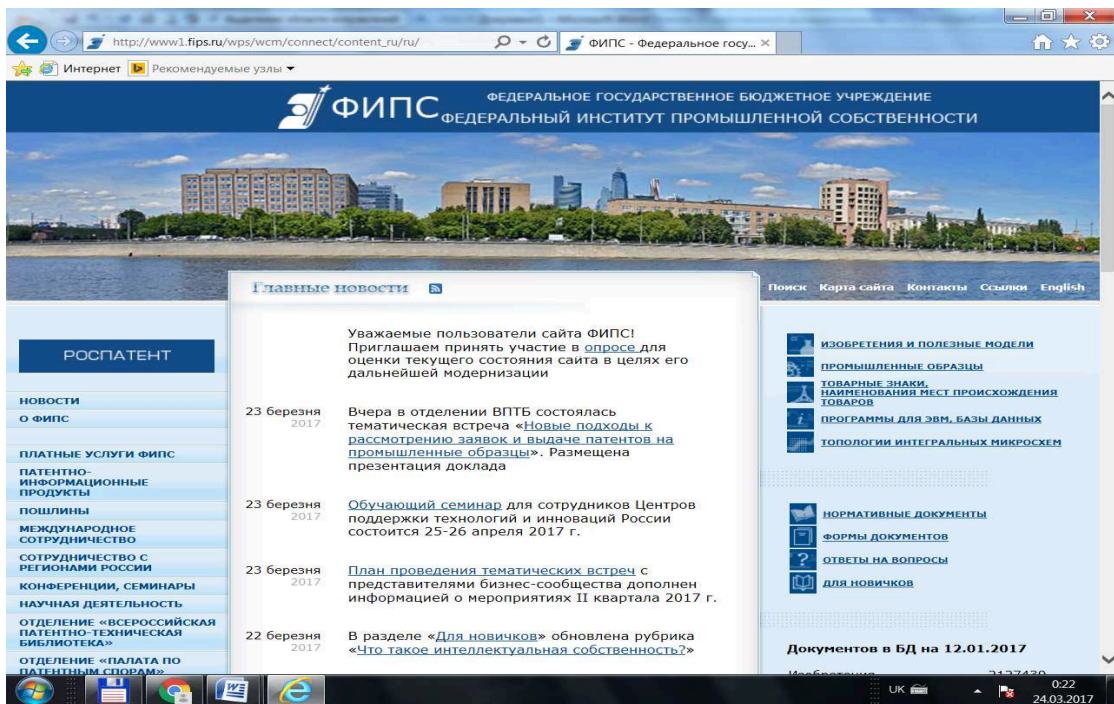 http://www1.fips.ru/wps/wcm/connect/content_ru/ru/
ФИПС - Федеральное госу...
Интернет
Рекомендуемые узлы
ФИПС
ФЕДЕРАЛЬНОЕ ГОСУДАРСТВЕННОЕ БЮДЖЕТНОЕ УЧРЕЖДЕНИЕ
ФЕДЕРАЛЬНЫЙ ИНСТИТУТ ПРОМЫШЛЕННОЙ СОБСТВЕННОСТИ
Главные новости
Поиск Карта сайта Контакты Ссылки English
РОСПАТЕНТ
НОВОСТИ
О ФИПС
ПЛАТНЫЕ УСЛУГИ ФИПС
ПАТЕНТНО-
ИНФОРМАЦИОННЫЕ
ПРОДУКТЫ
ПОШЛИНЫ
МЕЖДУНАРОДНОЕ
СОТРУДНИЧЕСТВО
СОТРУДНИЧЕСТВО С
РЕГИОНАМИ РОССИИ
КОНФЕРЕНЦИИ, СЕМИНАРЫ
НАУЧНАЯ ДЕЯТЕЛЬНОСТЬ
ОТДЕЛЕНИЕ «ВСЕРОССИЙСКАЯ
ПАТЕНТНО-ТЕХНИЧЕСКАЯ
БИБЛИОТЕКА»
ОТДЕЛЕНИЕ «ПАЛАТА ПО
ПАТЕНТНЫМ СПОРАМ»
Уважаемые пользователи сайта ФИПС!
Приглашаем принять участие в опросе для
оценки текущего состояния сайта в целях его
дальнейшей модернизации
23 березня
2017
Вчера в отделении ВПТБ состоялась
тематическая встреча «Новые подходы к
рассмотрению заявок и выдаче патентов на
промышленные образцы». Размещена
презентация доклада
23 березня
2017
Обучающий семинар для сотрудников Центров
поддержки технологий и инноваций России
состоится 25-26 апреля 2017 г.
23 березня
2017
План проведения тематических встреч с
представителями бизнес-сообщества дополнен
информацией о мероприятиях II квартала 2017 г.
22 березня
2017
В разделе «Для новичков» обновлена рубрика
«Что такое интеллектуальная собственность?»
ИЗОБРЕТЕНИЯ И ПОЛЕЗНЫЕ МОДЕЛИ
ПРОМЫШЛЕННЫЕ ОБРАЗЦЫ
ТОВАРНЫЕ ЗНАКИ,
НАИМЕНОВАНИЯ МЕСТ ПРОИСХОЖДЕНИЯ
ТОВАРОВ
ПРОГРАММЫ ДЛЯ ЭВМ, БАЗЫ ДАННЫХ
ТОПОЛОГИИ ИНТЕГРАЛЬНЫХ МИКРОСХЕМ
НОРМАТИВНЫЕ ДОКУМЕНТЫ
ФОРМЫ ДОКУМЕНТОВ
ОТВЕТЫ НА ВОПРОСЫ
ДЛЯ НОВИЧКОВ
Документов в БД на 12.01.2017
UK
0:22
24.03.2017